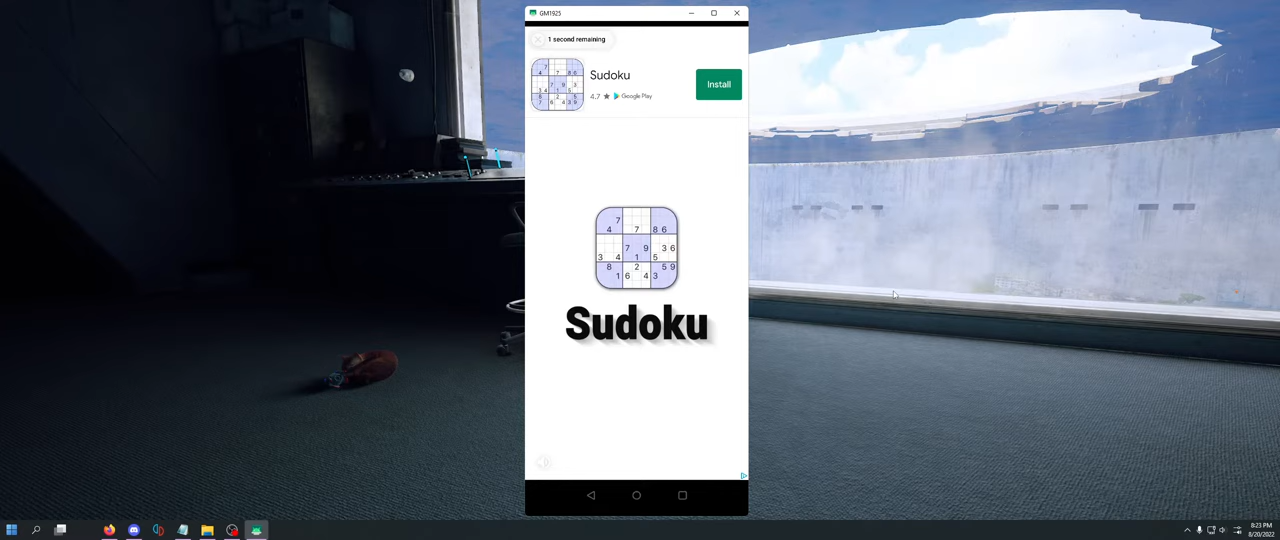 GM1925
1 second remaining
Sudoku
Install
4.7 ★ Google Play
7
4 7 8 6
7 9 3 6
3 4 1 5
8 2 5 9
1 6 4 3
Sudoku
8:23 PM
8/20/2022